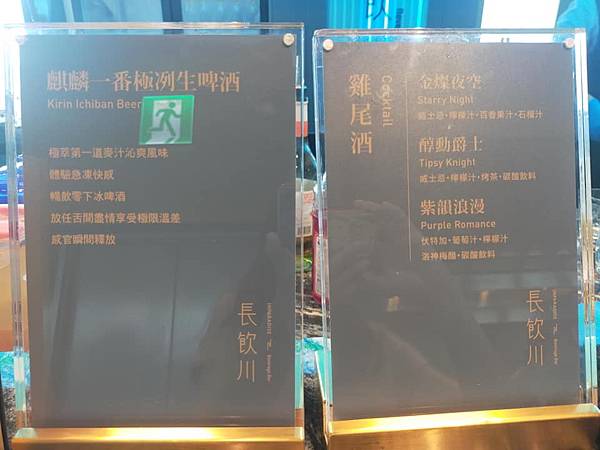 麒麟一番極冽生啤酒
Kirin Ichiban Beer
極萃第一道麥汁沁爽風味
體驗急凍快感
暢飲零下冰啤酒
放任舌間盡情享受極限溫差
感官瞬間釋放
長飲川
雞尾酒
Cocktail
金燦夜空
Starry Night
威士忌·檸檬汁·百香果汁·石榴汁
醇動爵士
Tipsy Knight
威士忌·檸檬汁·烤茶·碳酸飲料
紫韻浪漫
Purple Romance
伏特加·葡萄汁·檸檬汁
洛神梅醋·碳酸飲料
長飲川